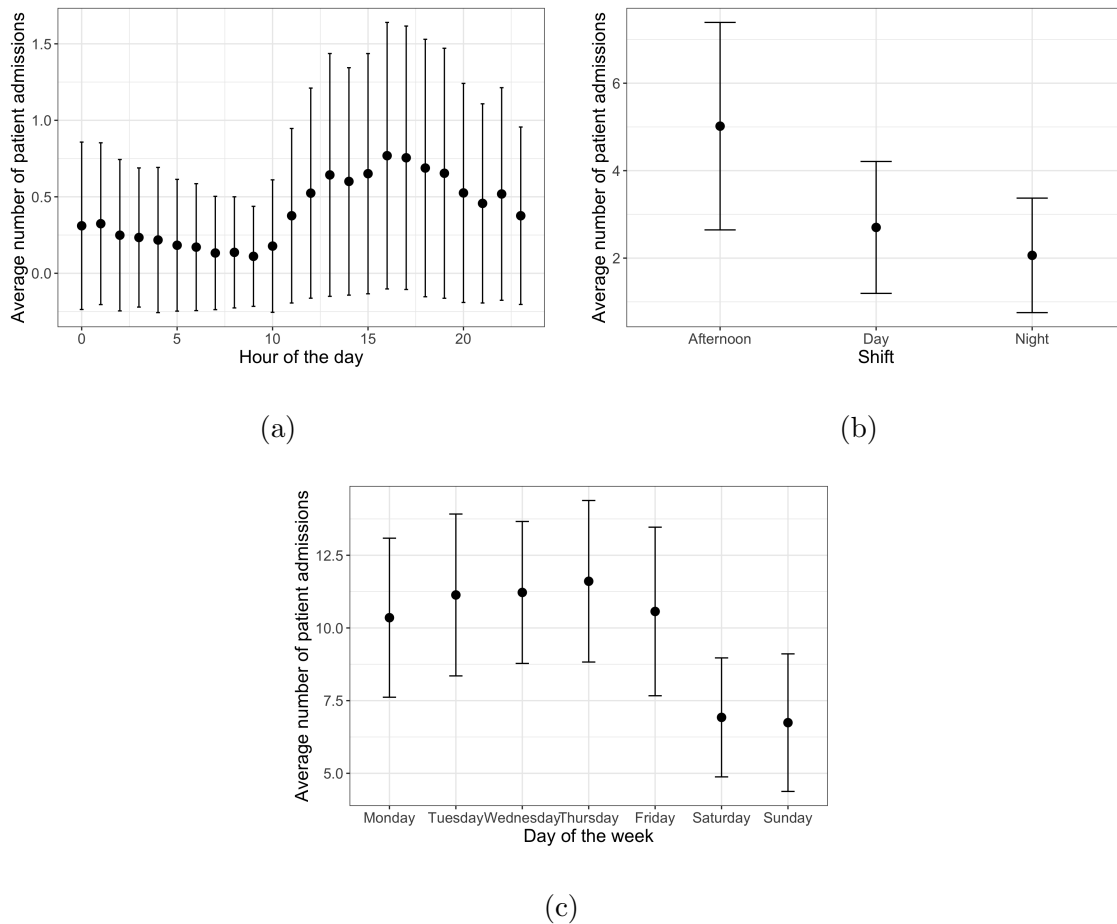 Average number of patient admissions
1.5
1.0
0.5
0.0
0 5 10 15 20
Hour of the day
(a)
Average number of patient admissions
6
4
2
Afternoon Day Night
Shift
(b)
Average number of patient admissions
12.5
10.0
7.5
5.0
Monday Tuesday Wednesday Thursday Friday Saturday Sunday
Day of the week
(c)